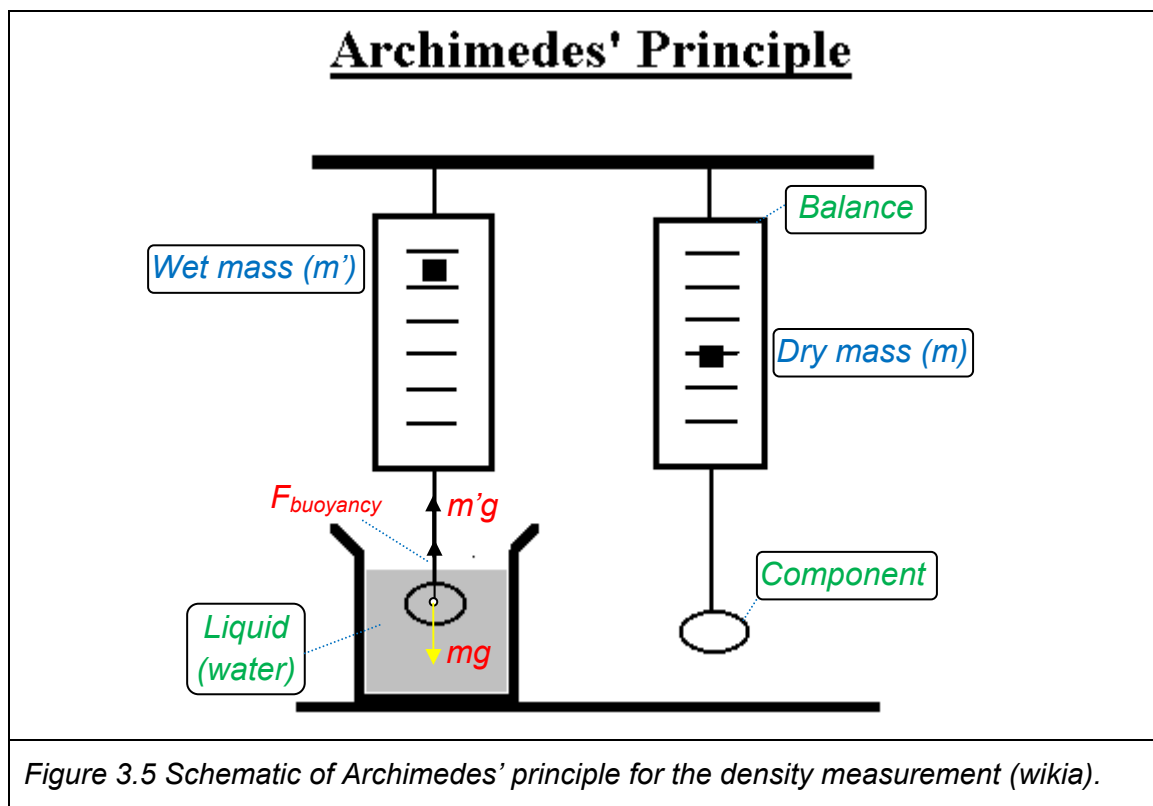 Archimedes' Principle
Balance
Wet mass (m')
Dry mass (m)
F buoyancy
m'g
Component
Liquid
(water)
mg
Figure 3.5 Schematic of Archimedes' principle for the density measurement (wikia).